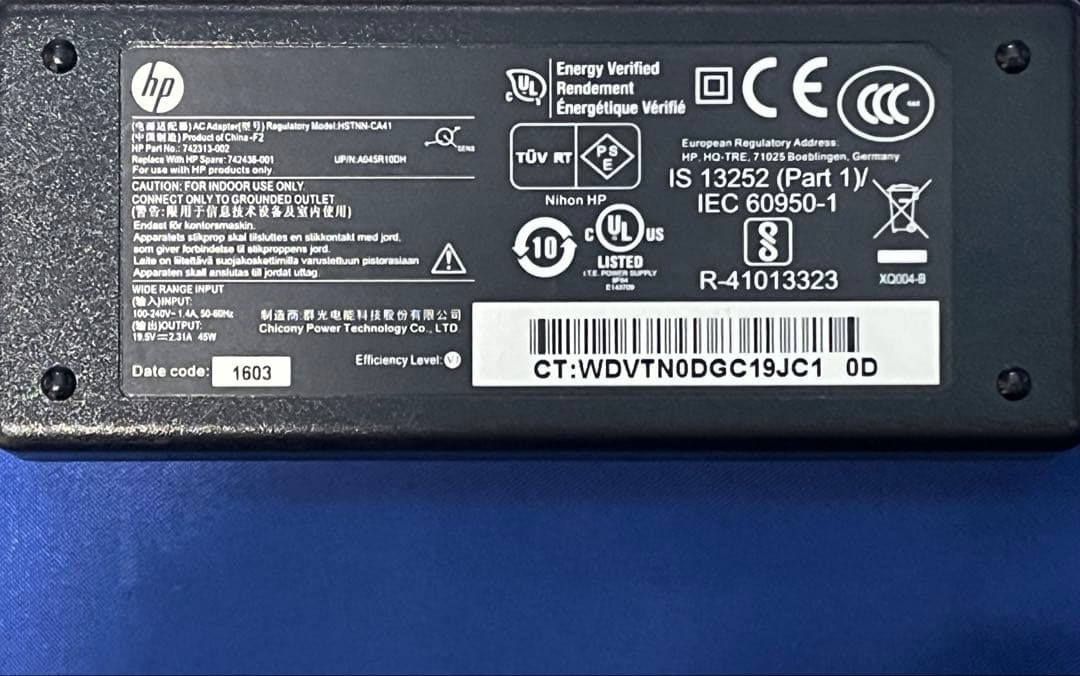 hp
(电源适配器) AC Adapter(型号) Regulatory Model:HSTNN-CA41
(中国制造) Product of China-F2
HP Part No.: 742313-002
Replace With HP Spare: 742436-001
UP/N:A045R10DH
For use with HP products only
CAUTION: FOR INDOOR USE ONLY.
CONNECT ONLY TO GROUNDED OUTLET
(警告:限用于信息技术设备及室内使用)
Endast för kontorsmaskin.
Apparatets stikprop skal tilsluttes en stikkontakt med jord,
som giver forbindelse til stikproppens jord.
Laite on liitettävä suojakoskettimilla varustettuun pistorasiaan
Apparaten skall anslutas till jordat uttag.
WIDE RANGE INPUT
(输入)INPUT:
100-240V~ 1.4A, 50-60Hz
(输出)OUTPUT:
19.5V⎓2.31A 45W
制造商:群光电能科技股份有限公司
Chicony Power Technology Co., LTD.
Efficiency Level: VI
Date code: 1603
c UL
Energy Verified
Rendement
Énergétique Vérifié
CE
CCC
European Regulatory Address:
HP, HQ-TRE, 71025 Boeblingen, Germany
TÜV RT
PS
E
Nihon HP
IS 13252 (Part 1)/
IEC 60950-1
10
c UL US
LISTED
I.T.E. POWER SUPPLY
E143709
R-41013323
XQ004-B
CT:WDVTN0DGC19JC1 0D